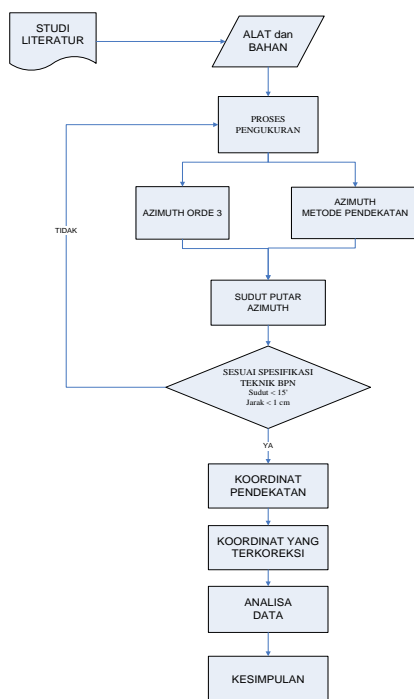 STUDI
LITERATUR
ALAT dan
BAHAN
PROSES
PENGUKURAN
AZIMUTH ORDE 3
AZIMUTH
METODE PENDEKATAN
TIDAK
SUDUT PUTAR
AZIMUTH
SESUAI SPESIFIKASI
TEKNIK BPN
Sudut < 15"
Jarak < 1 cm
YA
KOORDINAT
PENDEKATAN
KOORDINAT YANG
TERKOREKSI
ANALISA
DATA
KESIMPULAN